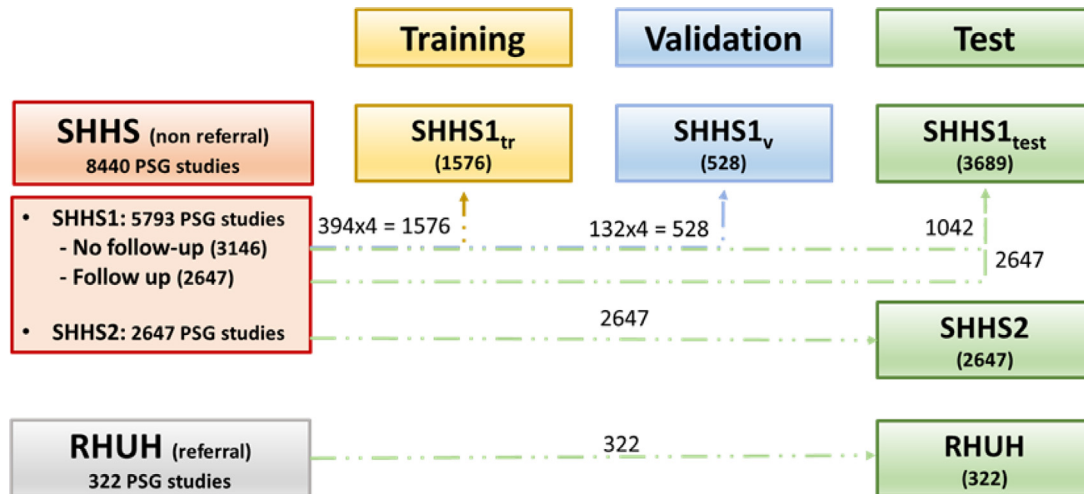 Training
Validation
Test
SHHS (non referral)
8440 PSG studies
SHHS1tr
(1576)
SHHS1v
(528)
SHHS1test
(3689)
• SHHS1: 5793 PSG studies
- No follow-up (3146)
- Follow up (2647)
• SHHS2: 2647 PSG studies
394x4 = 1576
132x4 = 528
1042
2647
2647
SHHS2
(2647)
RHUH (referral)
322 PSG studies
322
RHUH
(322)